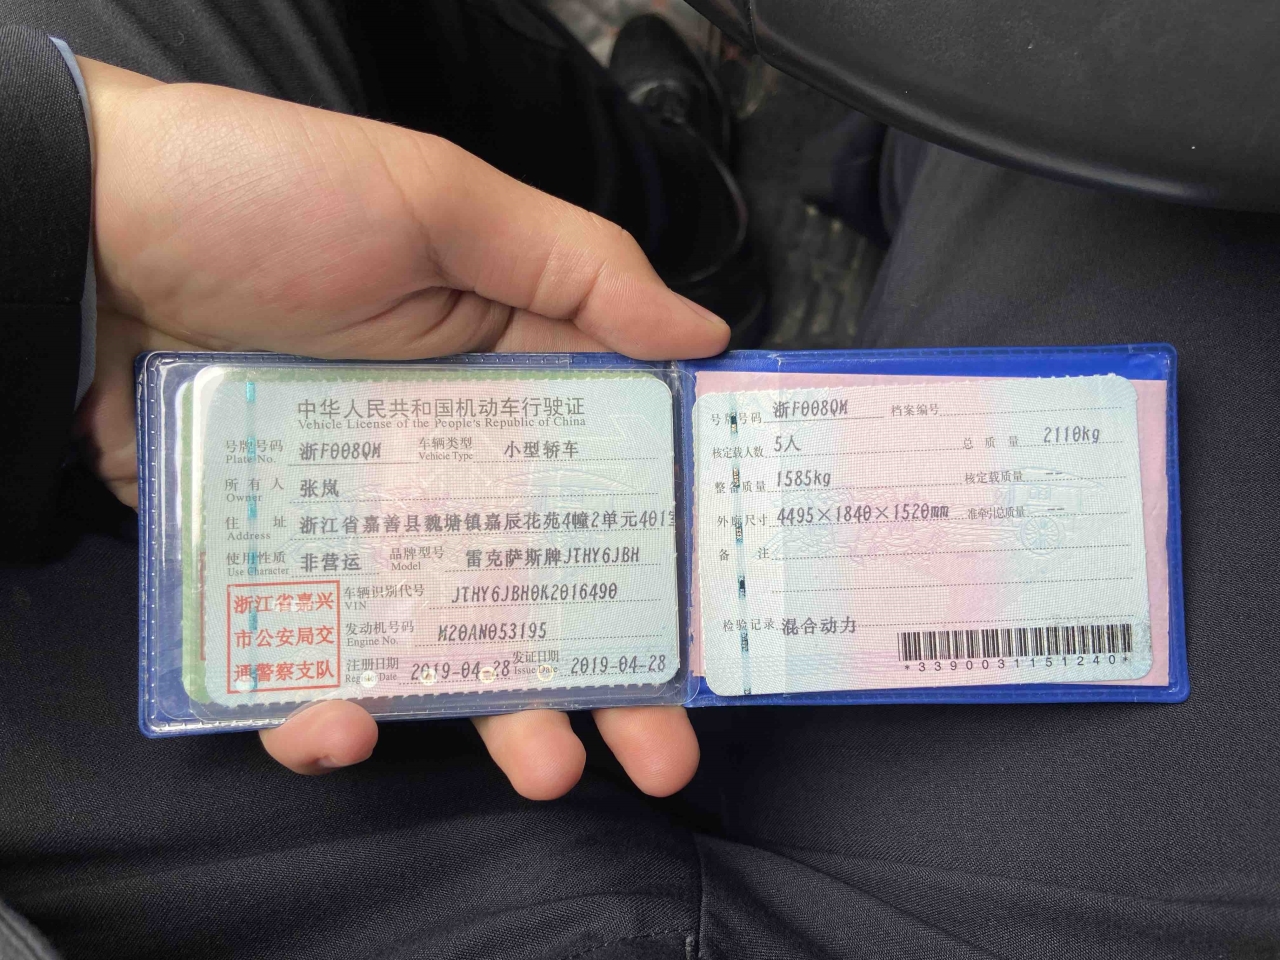 中华人民共和国机动车行驶证
Vehicle License of the People's Republic of China
号牌号码 浙F008QM 车辆类型 小型轿车
Plate No. Vehicle Type
所有人 张岚
Owner
住址 浙江省嘉善县魏塘镇嘉辰花苑4幢2单元401室
Address
使用性质 非营运 品牌型号 雷克萨斯牌JTHY6JBH
Use Character Model
浙江省嘉兴
市公安局交
通警察支队
车辆识别代号 JTHY6JBH0K2016490
VIN
发动机号码 M20AN053195
Engine No.
注册日期 2019-04-28 发证日期 2019-04-28
Register Date Issue Date
号牌号码 浙F008QM 档案编号
核定载人数 5人 总质量 2110kg
整备质量 1585kg 核定载质量 --
外廓尺寸 4495×1840×1520mm 准牵引总质量 --
备注
检验记录 混合动力
*3390031151240*